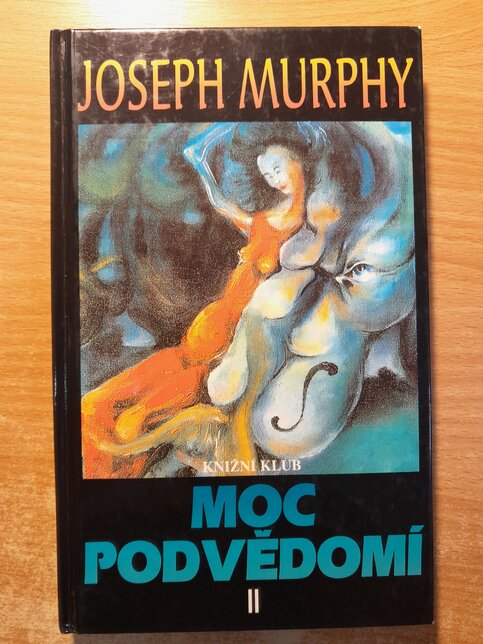 JOSEPH MURPHY
KNIŽNÍ KLUB
MOC
PODVĚDOMÍ
II